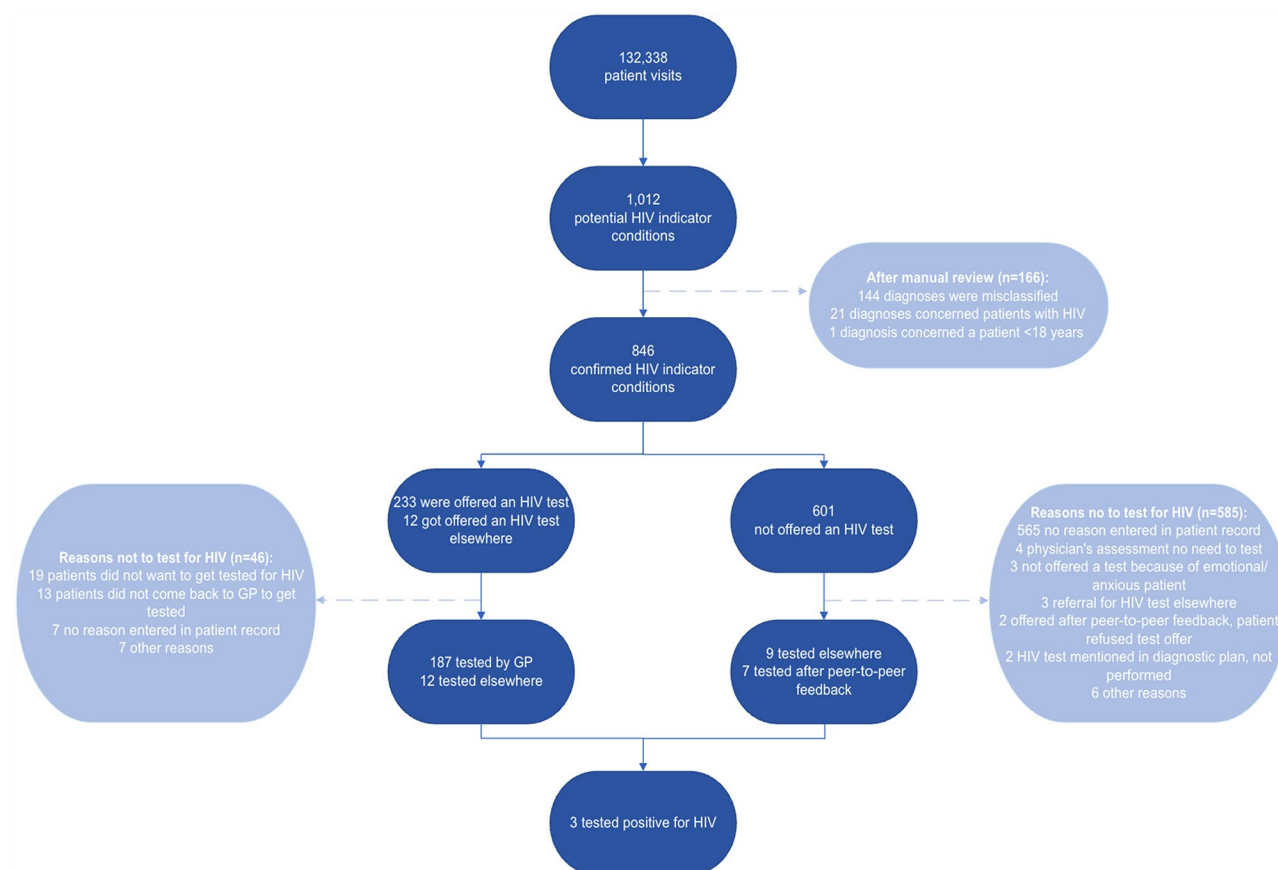 132,338
patient visits
1,012
potential HIV indicator
conditions
After manual review (n=166):
144 diagnoses were misclassified
21 diagnoses concerned patients with HIV
1 diagnosis concerned a patient <18 years
846
confirmed HIV indicator
conditions
233 were offered an HIV test
12 got offered an HIV test
elsewhere
601
not offered an HIV test
Reasons not to test for HIV (n=46):
19 patients did not want to get tested for HIV
13 patients did not come back to GP to get
tested
7 no reason entered in patient record
7 other reasons
Reasons no to test for HIV (n=585):
565 no reason entered in patient record
4 physician's assessment no need to test
3 not offered a test because of emotional/
anxious patient
3 referral for HIV test elsewhere
2 offered after peer-to-peer feedback, patient
refused test offer
2 HIV test mentioned in diagnostic plan, not
performed
6 other reasons
187 tested by GP
12 tested elsewhere
9 tested elsewhere
7 tested after peer-to-peer
feedback
3 tested positive for HIV